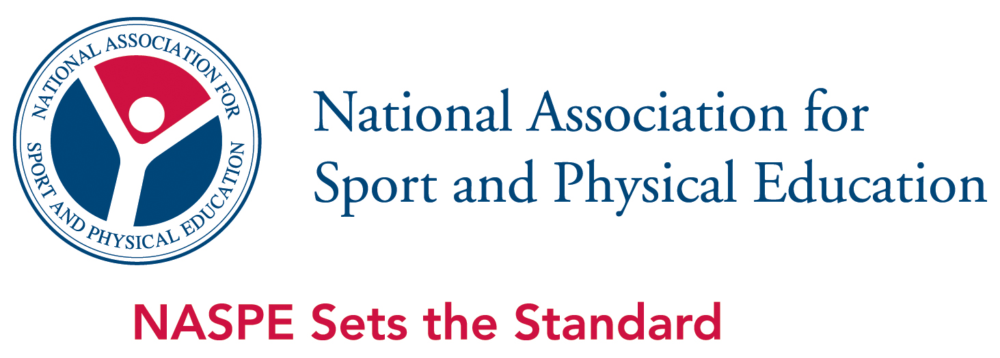 NATIONAL ASSOCIATION FOR
SPORT AND PHYSICAL EDUCATION
National Association for
Sport and Physical Education
NASPE Sets the Standard